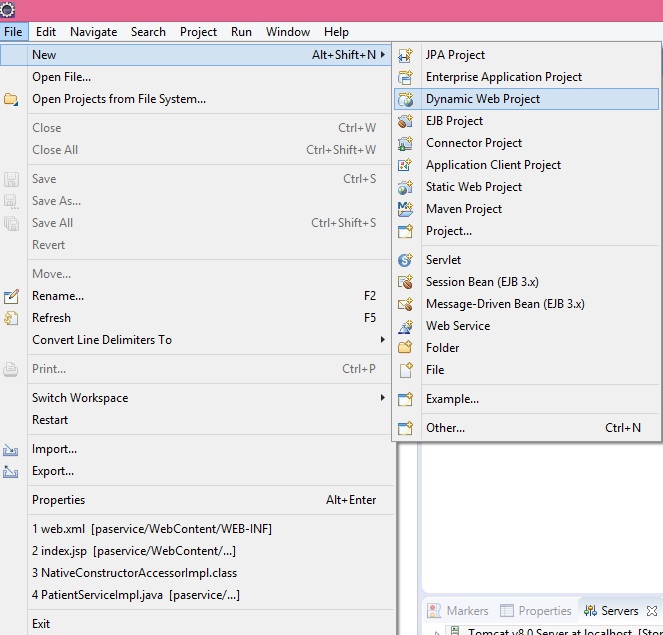 File Edit Navigate Search Project Run Window Help
New Alt+Shift+N
Open File...
Open Projects from File System...
Close Ctrl+W
Close All Ctrl+Shift+W
Save Ctrl+S
Save As...
Save All Ctrl+Shift+S
Revert
Move...
Rename... F2
Refresh F5
Convert Line Delimiters To
Print... Ctrl+P
Switch Workspace
Restart
Import...
Export...
Properties Alt+Enter
1 web.xml [paservice/WebContent/WEB-INF]
2 index.jsp [paservice/WebContent/...]
3 NativeConstructorAccessorImpl.class
4 PatientServiceImpl.java [paservice/...]
Exit
JPA Project
Enterprise Application Project
Dynamic Web Project
EJB Project
Connector Project
Application Client Project
Static Web Project
Maven Project
Project...
Servlet
Session Bean (EJB 3.x)
Message-Driven Bean (EJB 3.x)
Web Service
Folder
File
Example...
Other... Ctrl+N
Markers Properties Servers
Tomcat v8.0 Server at localhost [Sto